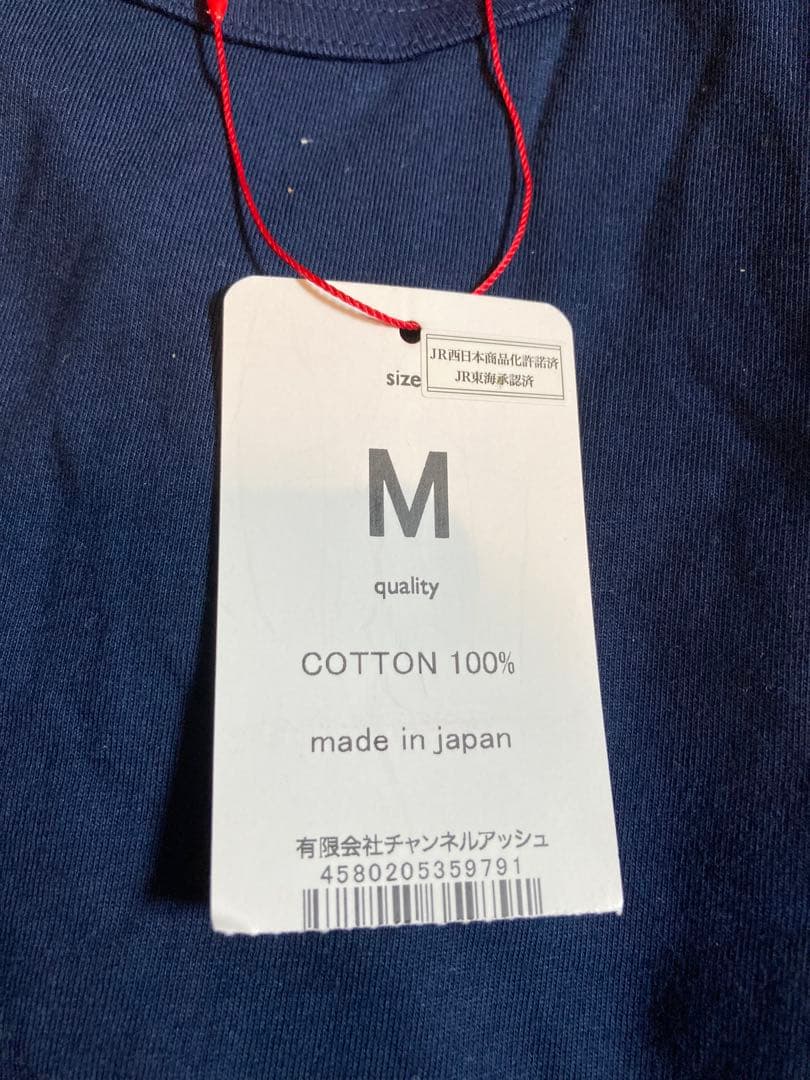 JR西日本商品化許諾済
JR東海承認済
size
M
quality
COTTON 100%
made in japan
有限会社チャンネルアッシュ
4580205359791